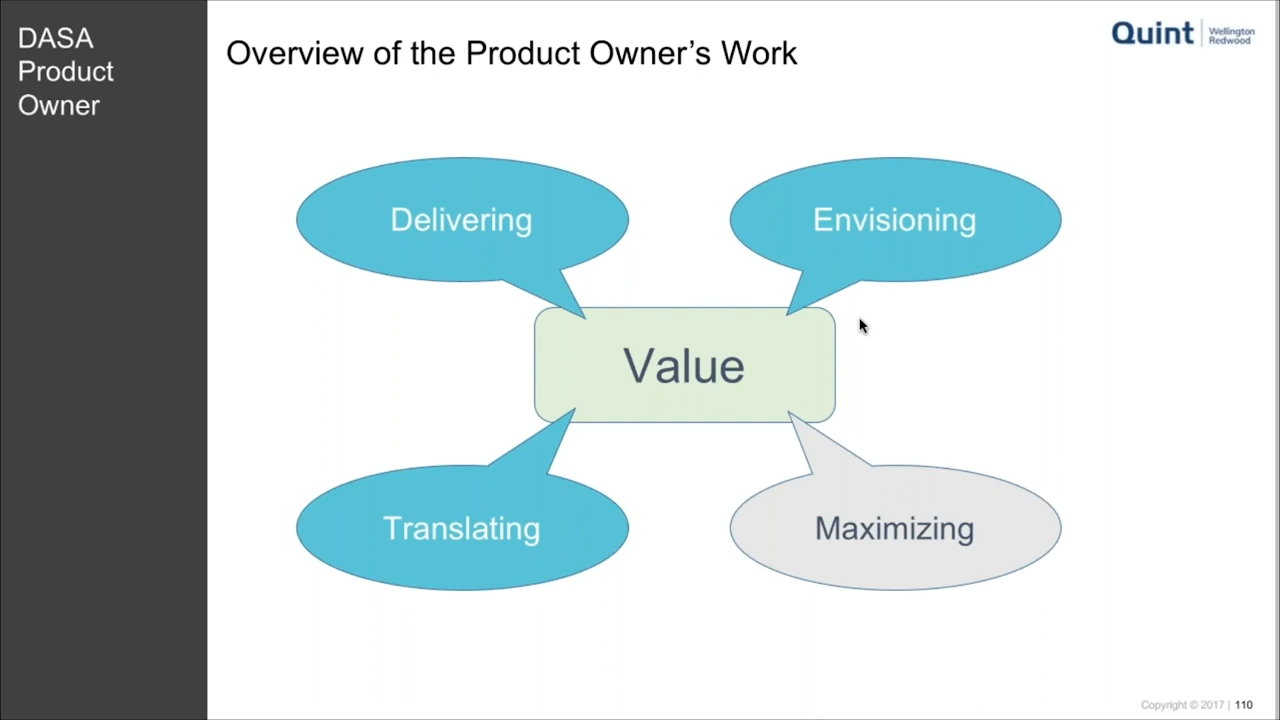 DASA
Product
Owner
Overview of the Product Owner's Work
Quint
Wellington
Redwood
Delivering
Envisioning
Value
Translating
Maximizing
Copyright © 2017 | 110